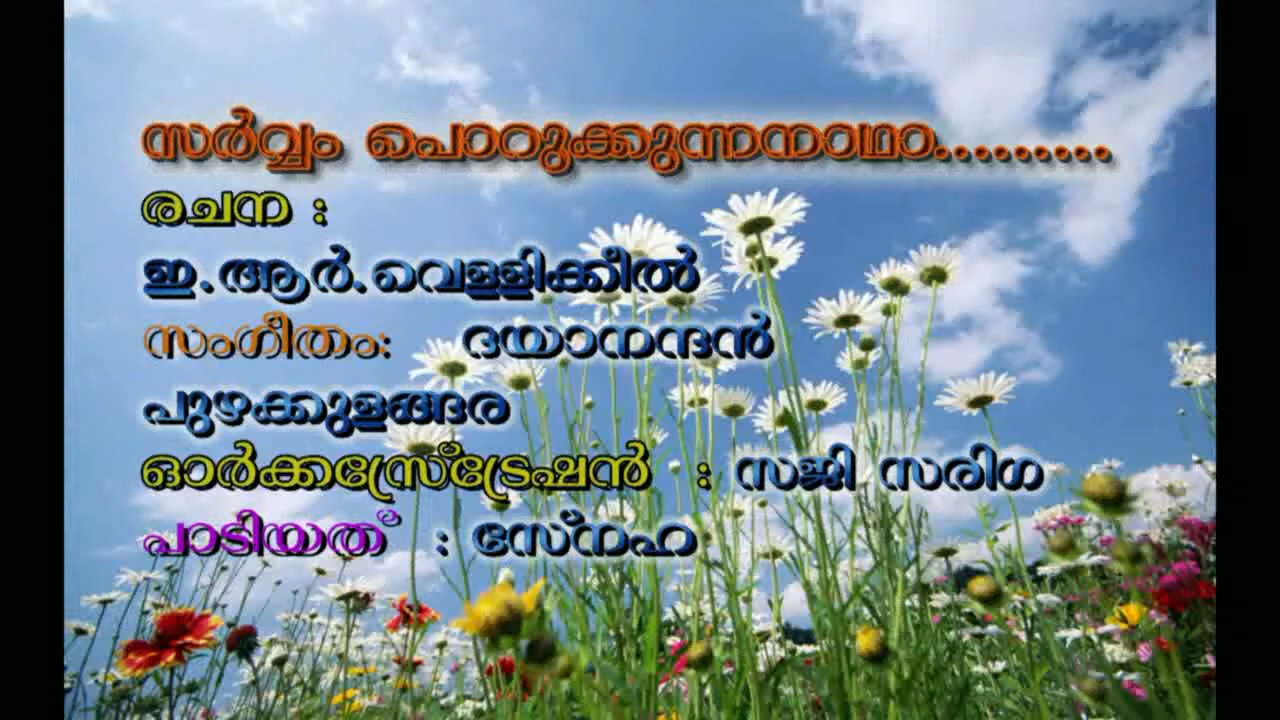 സർവ്വം പൊറുക്കുന്നനാഥാ.........
രചന :
ഇ.ആർ.വെള്ളിക്കീൽ
സംഗീതം: ദയാനന്ദൻ
പുഴക്കുളങ്ങര
ഓർക്കസ്ട്രേഷൻ : സജി സരിഗ
പാടിയത് : സ്നേഹ